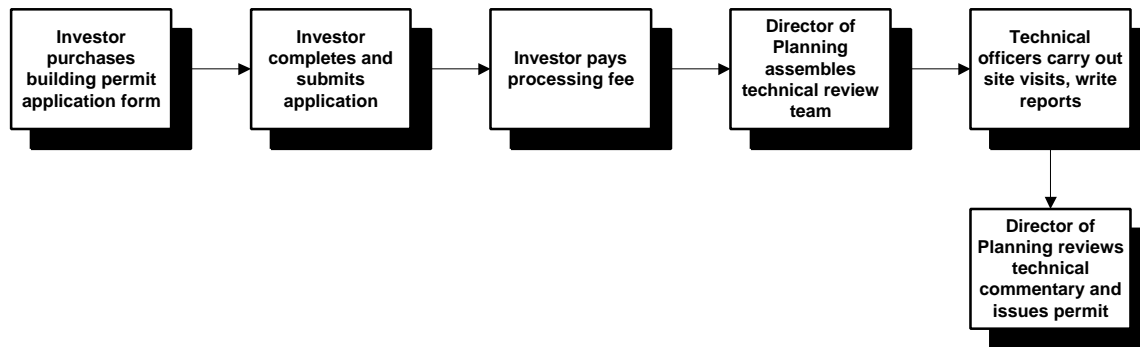 Investor
purchases
building permit
application form
Investor
completes and
submits
application
Investor pays
processing fee
Director of
Planning
assembles
technical review
team
Technical
officers carry out
site visits, write
reports
Director of
Planning reviews
technical
commentary and
issues permit